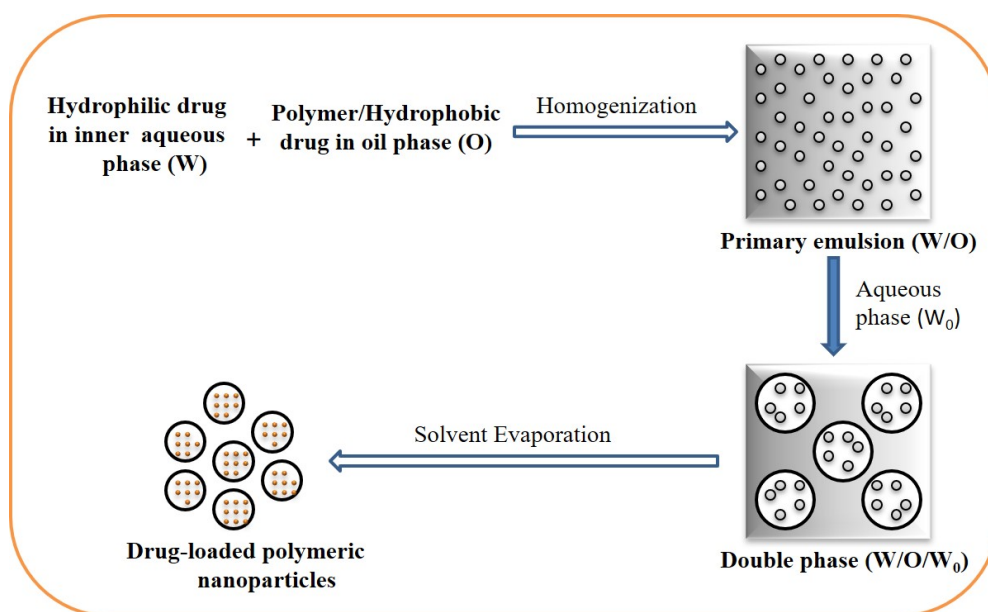 Hydrophilic drug
in inner aqueous
phase (W)
+
Polymer/Hydrophobic
drug in oil phase (O)
Homogenization
Primary emulsion (W/O)
Aqueous
phase (W₀)
Double phase (W/O/W₀)
Solvent Evaporation
Drug-loaded polymeric
nanoparticles